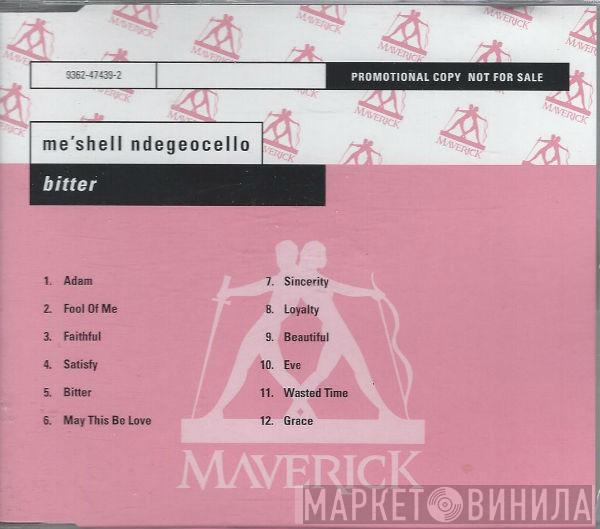 9362-47439-2
PROMOTIONAL COPY NOT FOR SALE
me'shell ndegeocello
bitter
1. Adam
2. Fool Of Me
3. Faithful
4. Satisfy
5. Bitter
6. May This Be Love
7. Sincerity
8. Loyalty
9. Beautiful
10. Eve
11. Wasted Time
12. Grace
MAVERICK
МАРКЕТ ВИНИЛА